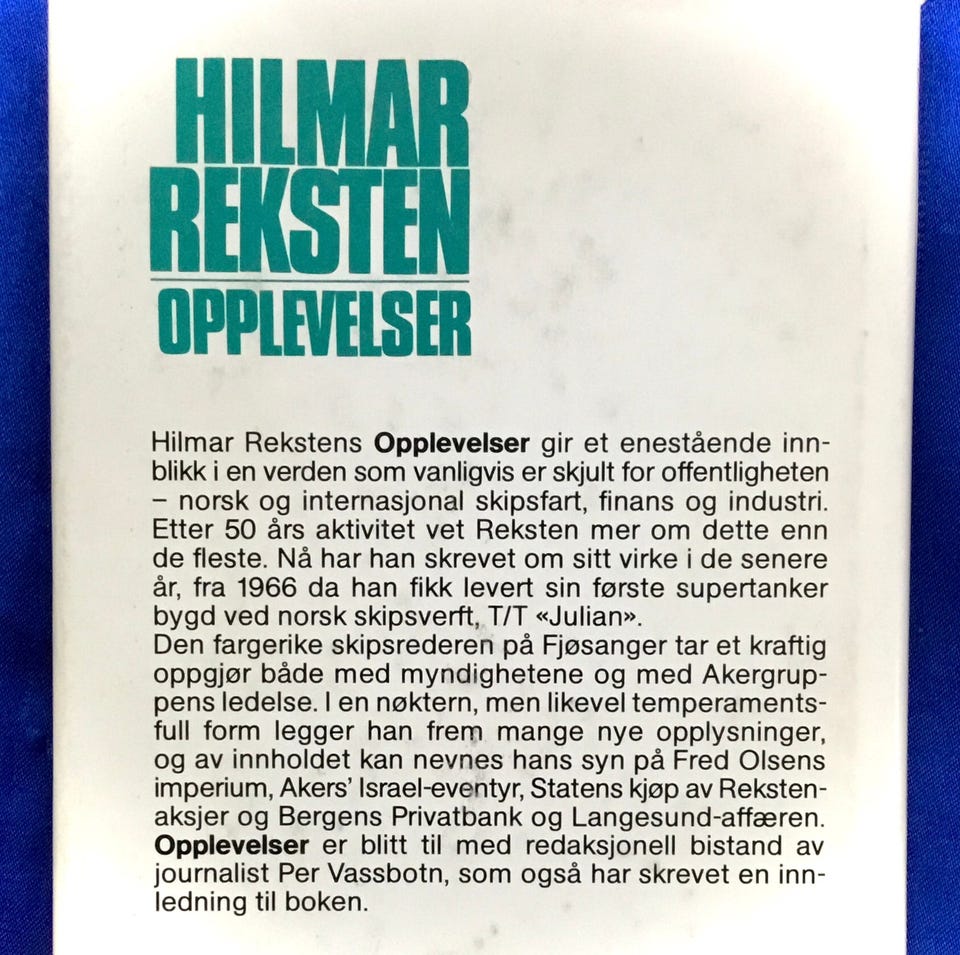 HILMAR
REKSTEN
OPPLEVELSER
Hilmar Rekstens Opplevelser gir et enestående inn-
blikk i en verden som vanligvis er skjult for offentligheten
– norsk og internasjonal skipsfart, finans og industri.
Etter 50 års aktivitet vet Reksten mer om dette enn
de fleste. Nå har han skrevet om sitt virke i de senere
år, fra 1966 da han fikk levert sin første supertanker
bygd ved norsk skipsverft, T/T «Julian».
Den fargerike skipsrederen på Fjøsanger tar et kraftig
oppgjør både med myndighetene og med Akergrup-
pens ledelse. I en nøktern, men likevel temperaments-
full form legger han frem mange nye opplysninger,
og av innholdet kan nevnes hans syn på Fred Olsens
imperium, Akers' Israel-eventyr, Statens kjøp av Reksten-
aksjer og Bergens Privatbank og Langesund-affæren.
Opplevelser er blitt til med redaksjonell bistand av
journalist Per Vassbotn, som også har skrevet en inn-
ledning til boken.